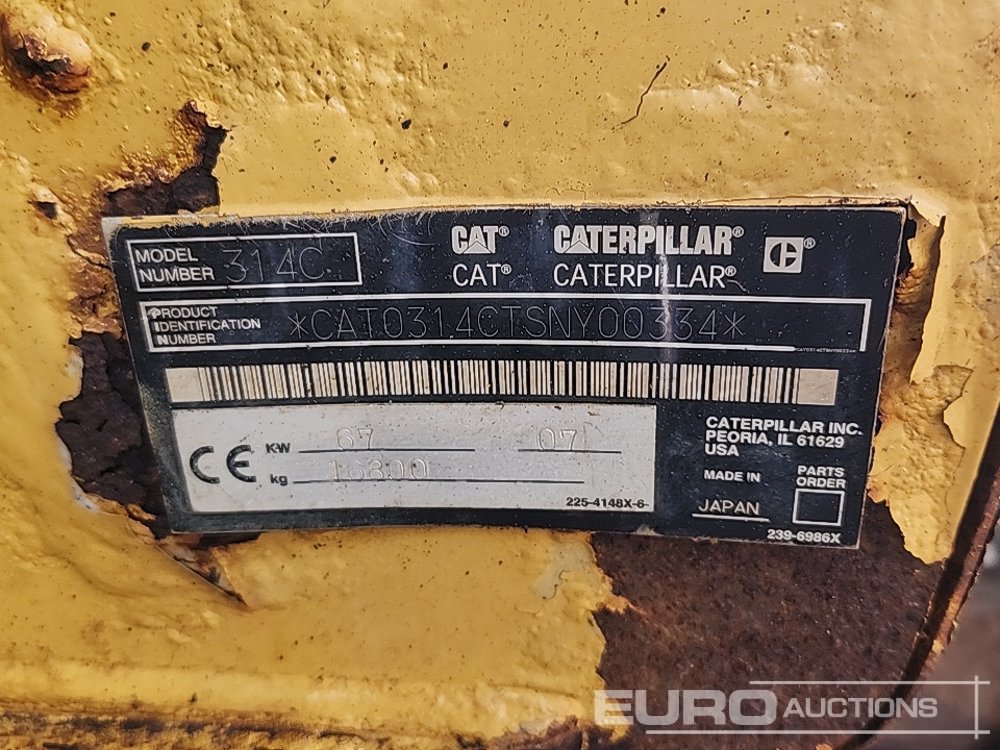 MODEL NUMBER 314C
CAT® CATERPILLAR® ®
CAT® CATERPILLAR®
PRODUCT
IDENTIFICATION
NUMBER
*CAT0314CTSNY00334*
*CAT0314CTSNY00334*
CE
KW 67 07
kg 16800
225-4148X-6
CATERPILLAR INC.
PEORIA, IL 61629
USA
MADE IN
JAPAN
PARTS
ORDER
239-6986X
EURO AUCTIONS